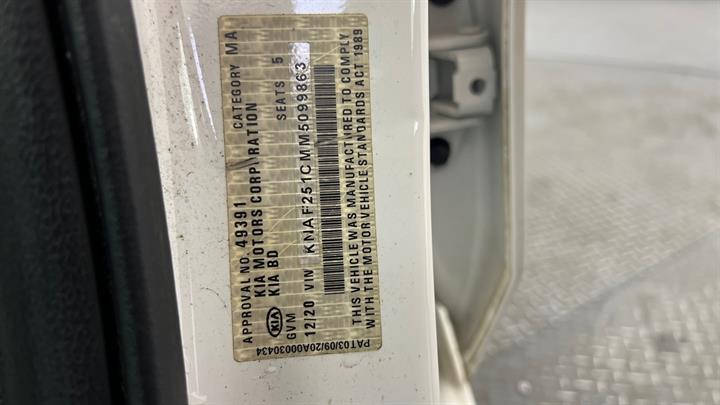 APPROVAL NO. 49391 CATEGORY MA
KIA MOTORS CORPORATION
KIA BD SEATS 5
KIA
GVM
12/20 VIN KNAF251CMM5099863
THIS VEHICLE WAS MANUFACTURED TO COMPLY
WITH THE MOTOR VEHICLE STANDARDS ACT 1989
PAT03/09/20A00030434